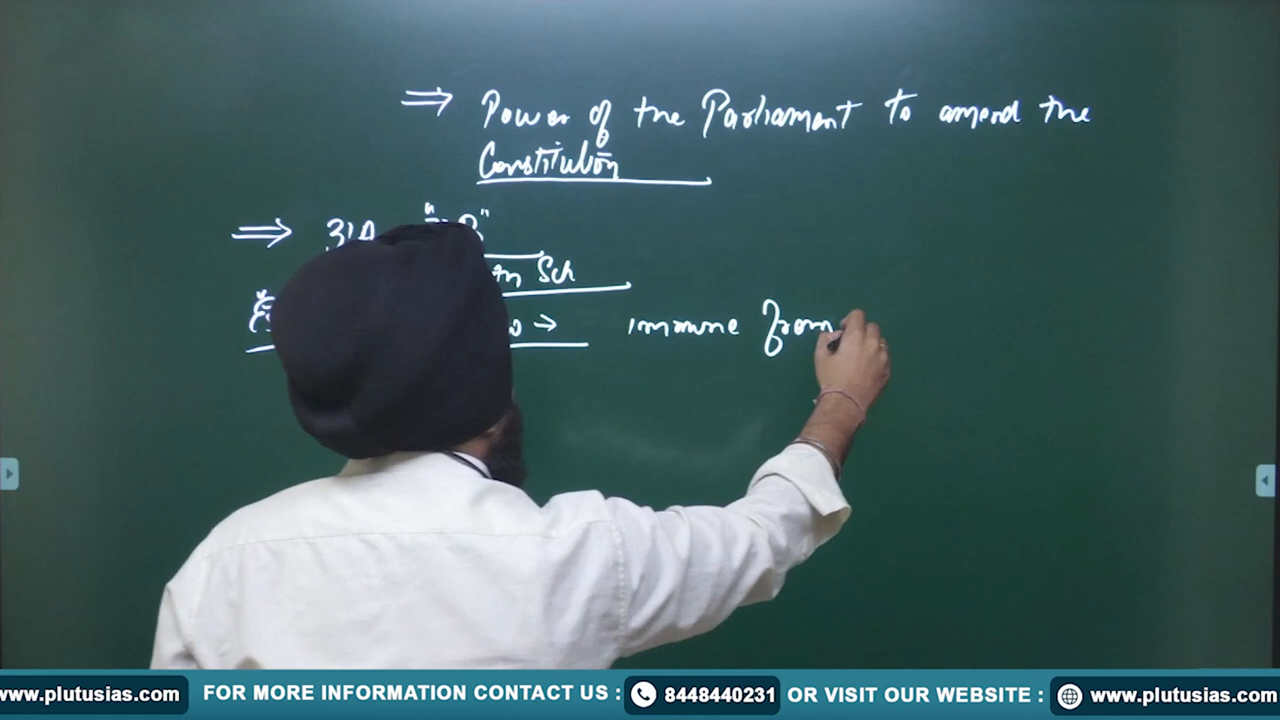 ⇒ Power of the Parliament to amend the
Constitution
⇒ 31A B"
Sch
→ immune from
www.plutusias.com FOR MORE INFORMATION CONTACT US : 8448440231 OR VISIT OUR WEBSITE : www.plutusias.com